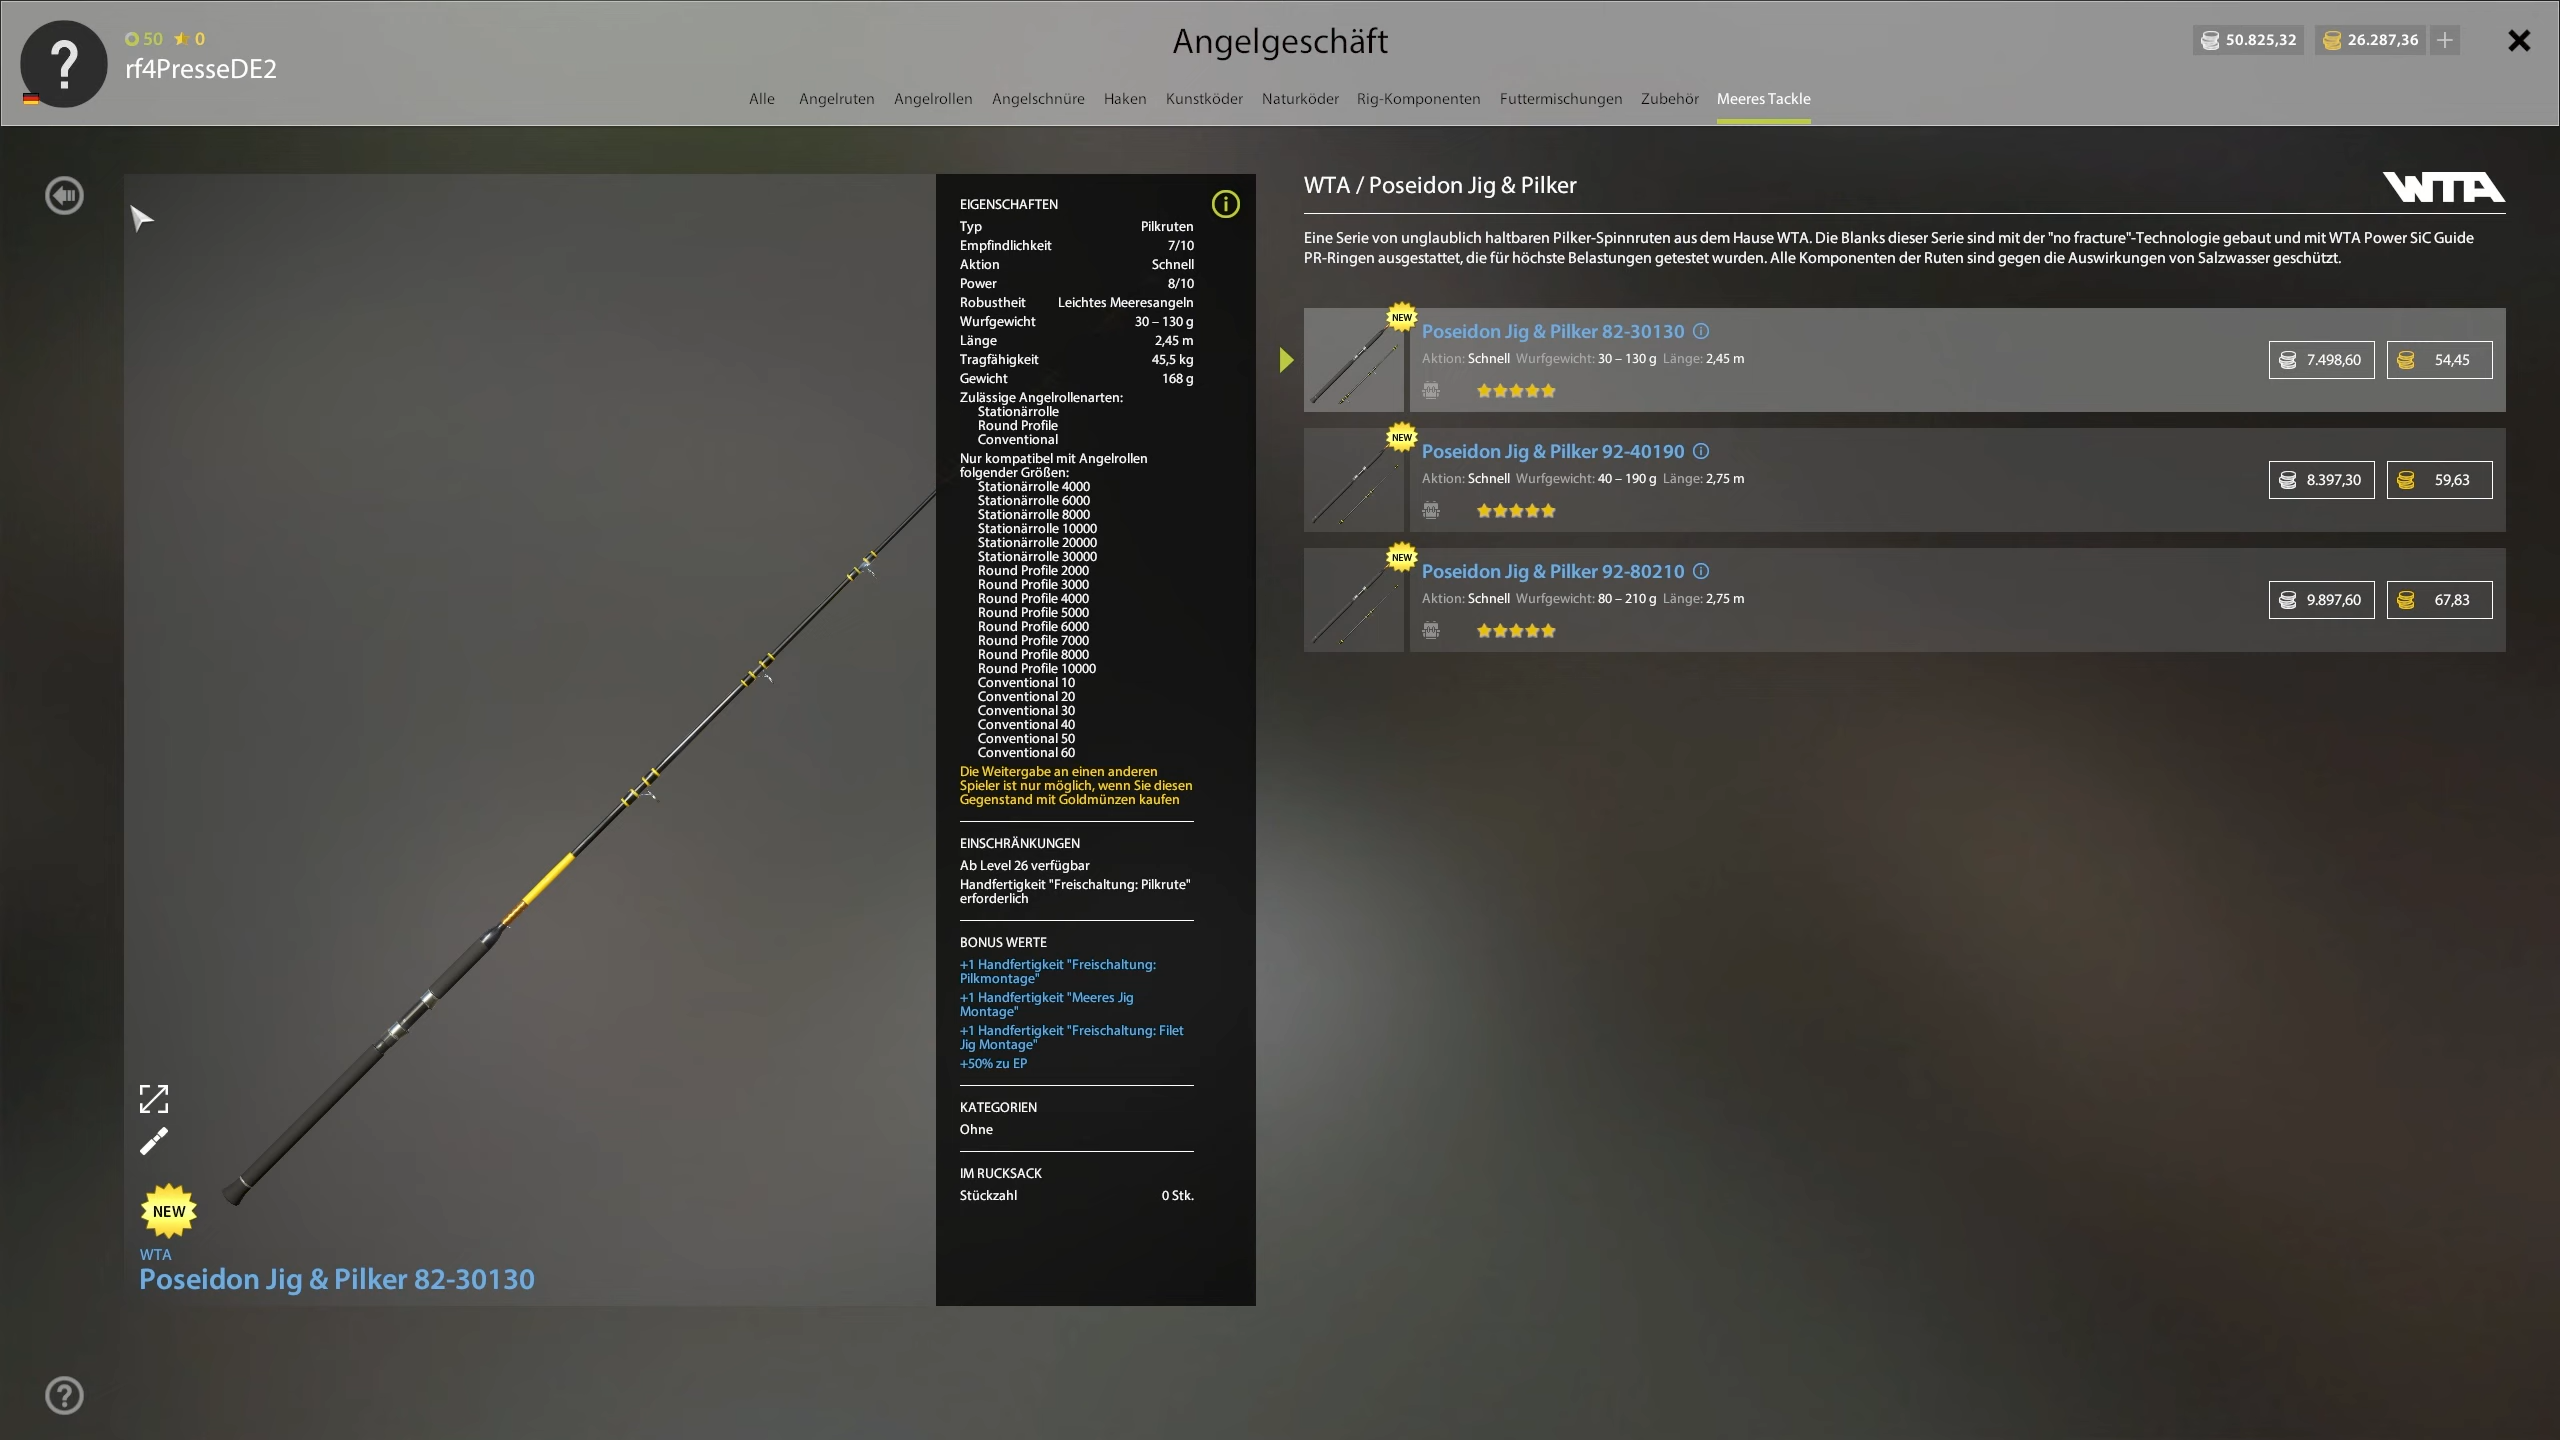 50 0
rf4PresseDE2
Angelgeschäft
50.825,32 26.287,36
Alle Angelruten Angelrollen Angelschnüre Haken Kunstköder Naturköder Rig-Komponenten Futtermischungen Zubehör Meeres Tackle
EIGENSCHAFTEN
Typ Pilkruten
Empfindlichkeit 7/10
Aktion Schnell
Power 8/10
Robustheit Leichtes Meeresangeln
Wurfgewicht 30 – 130 g
Länge 2,45 m
Tragfähigkeit 45,5 kg
Gewicht 168 g
Zulässige Angelrollenarten:
Stationärrolle
Round Profile
Conventional
Nur kompatibel mit Angelrollen
folgender Größen:
Stationärrolle 4000
Stationärrolle 6000
Stationärrolle 8000
Stationärrolle 10000
Stationärrolle 20000
Stationärrolle 30000
Round Profile 2000
Round Profile 3000
Round Profile 4000
Round Profile 5000
Round Profile 6000
Round Profile 7000
Round Profile 8000
Round Profile 10000
Conventional 10
Conventional 20
Conventional 30
Conventional 40
Conventional 50
Conventional 60
Die Weitergabe an einen anderen
Spieler ist nur möglich, wenn Sie diesen
Gegenstand mit Goldmünzen kaufen
EINSCHRÄNKUNGEN
Ab Level 26 verfügbar
Handfertigkeit "Freischaltung: Pilkrute"
erforderlich
BONUS WERTE
+1 Handfertigkeit "Freischaltung:
Pilkmontage"
+1 Handfertigkeit "Meeres Jig
Montage"
+1 Handfertigkeit "Freischaltung: Filet
Jig Montage"
+50% zu EP
KATEGORIEN
Ohne
IM RUCKSACK
Stückzahl 0 Stk.
NEW
WTA
Poseidon Jig & Pilker 82-30130
WTA / Poseidon Jig & Pilker
WTA
Eine Serie von unglaublich haltbaren Pilker-Spinnruten aus dem Hause WTA. Die Blanks dieser Serie sind mit der "no fracture"-Technologie gebaut und mit WTA Power SiC Guide
PR-Ringen ausgestattet, die für höchste Belastungen getestet wurden. Alle Komponenten der Ruten sind gegen die Auswirkungen von Salzwasser geschützt.
NEW
Poseidon Jig & Pilker 82-30130
Aktion: Schnell Wurfgewicht: 30 – 130 g Länge: 2,45 m
7.498,60 54,45
NEW
Poseidon Jig & Pilker 92-40190
Aktion: Schnell Wurfgewicht: 40 – 190 g Länge: 2,75 m
8.397,30 59,63
NEW
Poseidon Jig & Pilker 92-80210
Aktion: Schnell Wurfgewicht: 80 – 210 g Länge: 2,75 m
9.897,60 67,83